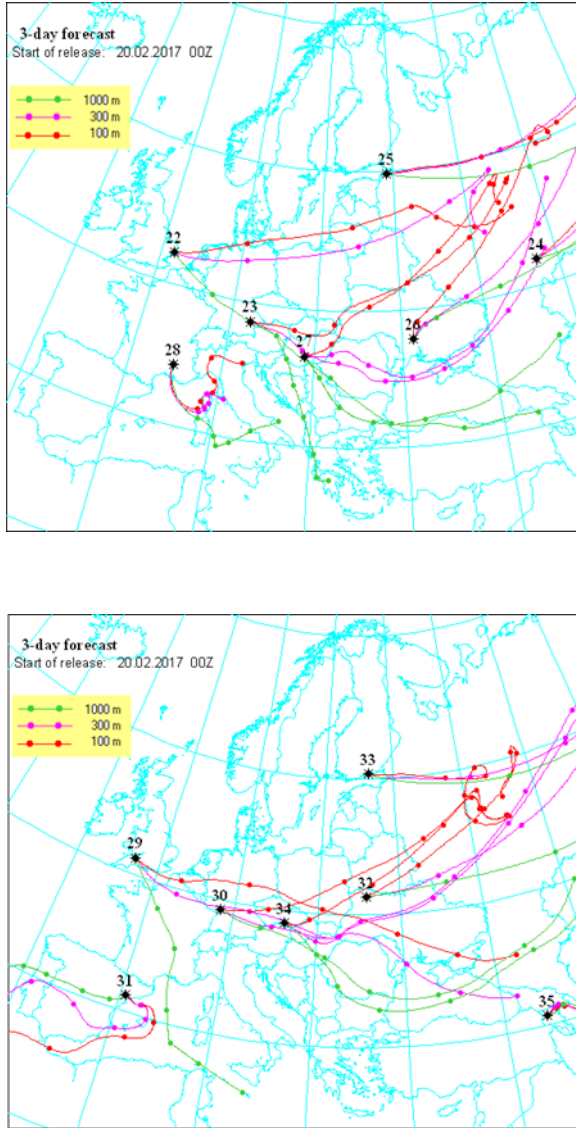 3-day forecast
Start of release: 20.02.2017 00Z
1000 m
300 m
100 m
25
22
24
23
26
27
28
3-day forecast
Start of release: 20.02.2017 00Z
1000 m
300 m
100 m
33
29
32
30
34
31
35